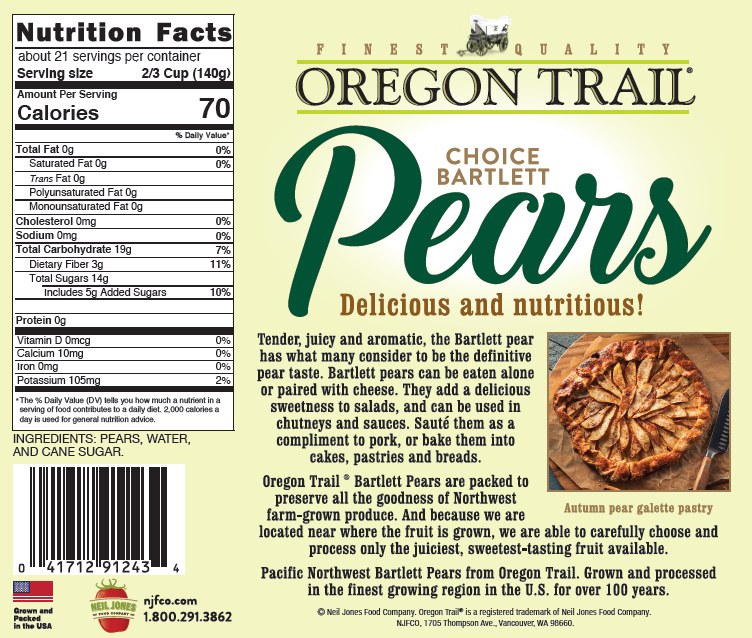 Nutrition Facts
about 21 servings per container
Serving size 2/3 Cup (140g)
Amount Per Serving
Calories 70
% Daily Value*
Total Fat 0g 0%
Saturated Fat 0g 0%
Trans Fat 0g
Polyunsaturated Fat 0g
Monounsaturated Fat 0g
Cholesterol 0mg 0%
Sodium 0mg 0%
Total Carbohydrate 19g 7%
Dietary Fiber 3g 11%
Total Sugars 14g
Includes 5g Added Sugars 10%
Protein 0g
Vitamin D 0mcg 0%
Calcium 10mg 0%
Iron 0mg 0%
Potassium 105mg 2%
*The % Daily Value (DV) tells you how much a nutrient in a
serving of food contributes to a daily diet. 2,000 calories a
day is used for general nutrition advice.
INGREDIENTS: PEARS, WATER,
AND CANE SUGAR.
0 41712 91243 4
Grown and
Packed
in the USA
NEIL JONES
FOOD COMPANY
njfco.com
1.800.291.3862
FINEST QUALITY
OREGON TRAIL®
CHOICE
BARTLETT
Pears
Delicious and nutritious!
Tender, juicy and aromatic, the Bartlett pear
has what many consider to be the definitive
pear taste. Bartlett pears can be eaten alone
or paired with cheese. They add a delicious
sweetness to salads, and can be used in
chutneys and sauces. Sauté them as a
compliment to pork, or bake them into
cakes, pastries and breads.
Autumn pear galette pastry
Oregon Trail ® Bartlett Pears are packed to
preserve all the goodness of Northwest
farm-grown produce. And because we are
located near where the fruit is grown, we are able to carefully choose and
process only the juiciest, sweetest-tasting fruit available.
Pacific Northwest Bartlett Pears from Oregon Trail. Grown and processed
in the finest growing region in the U.S. for over 100 years.
© Neil Jones Food Company. Oregon Trail® is a registered trademark of Neil Jones Food Company.
NJFCO, 1705 Thompson Ave., Vancouver, WA 98660.